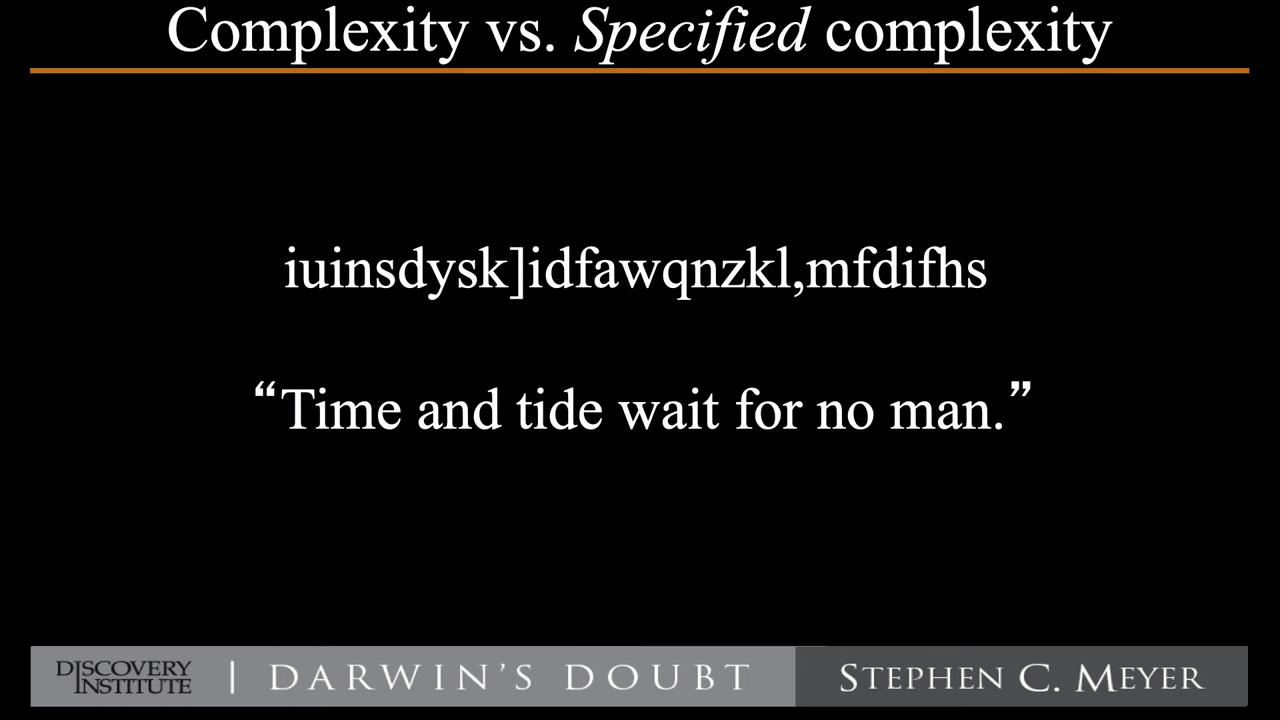 Complexity vs. Specified complexity
iuinsdysk]idfawqnzkl,mfdifhs
“Time and tide wait for no man.”
DISCOVERY
INSTITUTE | DARWIN'S DOUBT STEPHEN C. MEYER